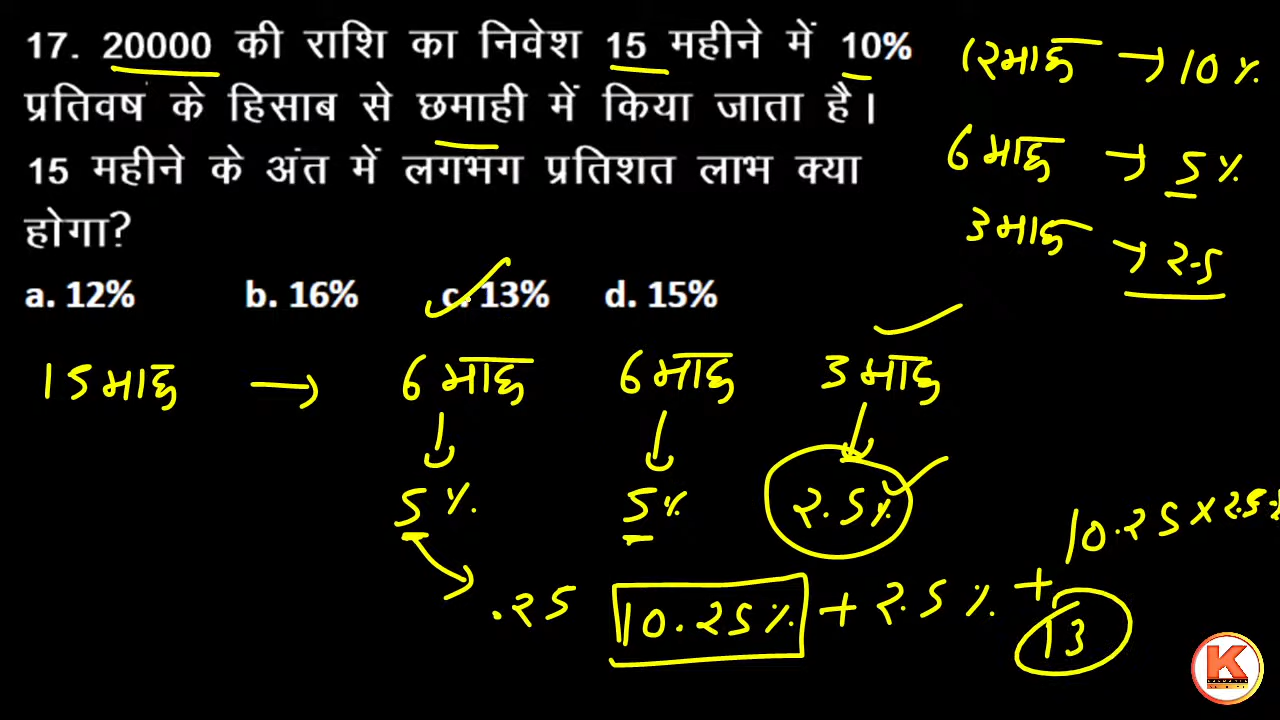 17. 20000 की राशि का निवेश 15 महीने में 10%
प्रतिवष के हिसाब से छमाही में किया जाता है।
15 महीने के अंत में लगभग प्रतिशत लाभ क्या
होगा?
a. 12% b. 16% c. 13% d. 15%
12माह → 10%
6माह → 5%
3माह → 2.5
15माह → 6माह 6माह 3माह
5% 5% 2.5%
.25 10.25% + 2.5% + 10.25×2.5%
13
K